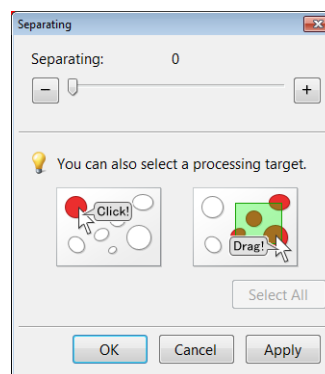 Separating
Separating: 0
− +
You can also select a processing target.
Click!
Drag!
Select All
OK Cancel Apply